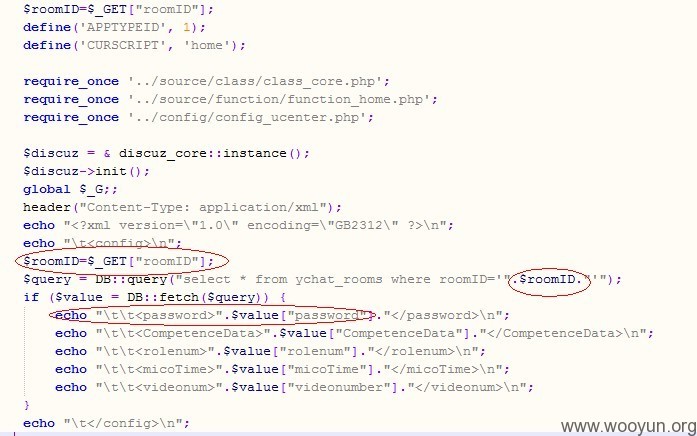 $roomID=$_GET["roomID"];
define('APPTYPEID', 1);
define('CURSCRIPT', 'home');
require_once '../source/class/class_core.php';
require_once '../source/function/function_home.php';
require_once '../config/config_ucenter.php';
$discuz = & discuz_core::instance();
$discuz->init();
global $_G;;
header("Content-Type: application/xml");
echo "<?xml version=\"1.0\" encoding=\"GB2312\" ?>\n";
echo "\t<config>\n";
$roomID=$_GET["roomID"];
$query = DB::query("select * from ychat_rooms where roomID='".$roomID."'");
if ($value = DB::fetch($query)) {
echo "\t\t<password>".$value["password"]."</password>\n";
echo "\t\t<CompetenceData>".$value["CompetenceData"]."</CompetenceData>\n";
echo "\t\t<rolenum>".$value["rolenum"]."</rolenum>\n";
echo "\t\t<micoTime>".$value["micoTime"]."</micoTime>\n";
echo "\t\t<videonum>".$value["videonumber"]."</videonum>\n";
}
echo "\t</config>\n";
www.wooyun.org